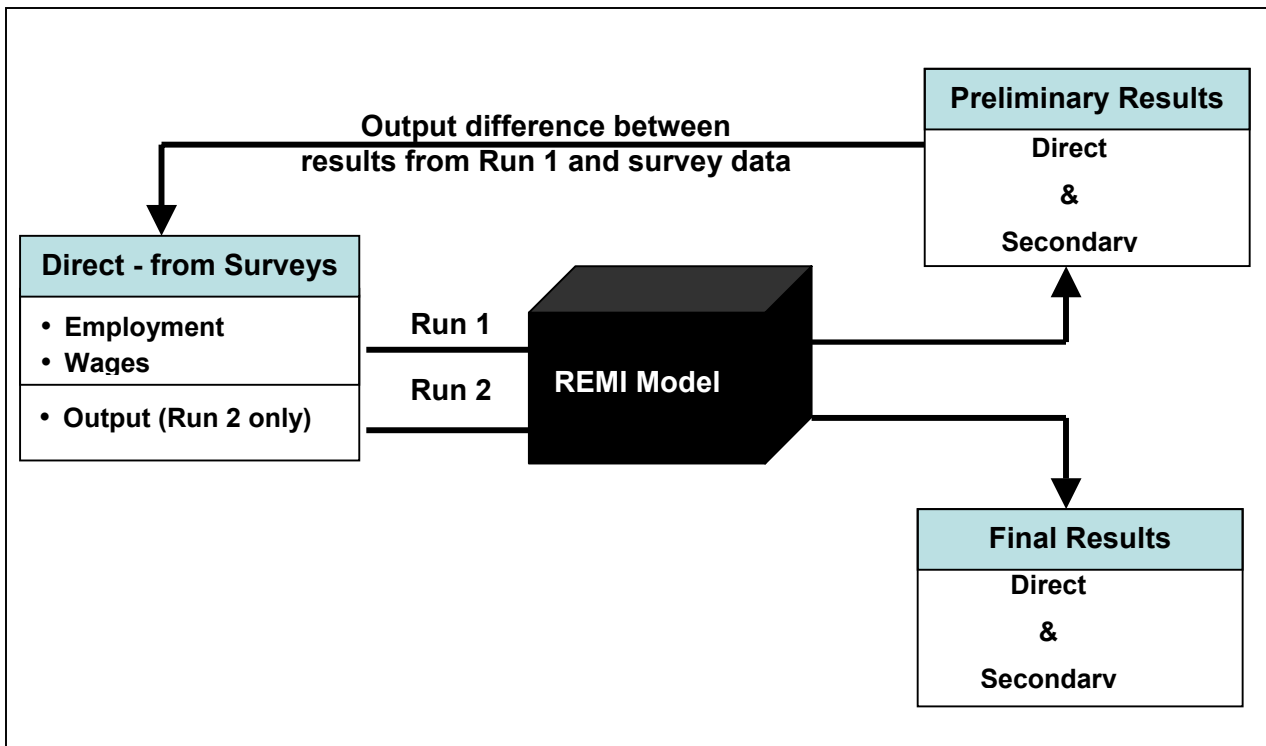 Preliminary Results
Direct
&
Secondary
Output difference between
results from Run 1 and survey data
Direct - from Surveys
• Employment
• Wages
• Output (Run 2 only)
Run 1
Run 2
REMI Model
Final Results
Direct
&
Secondary